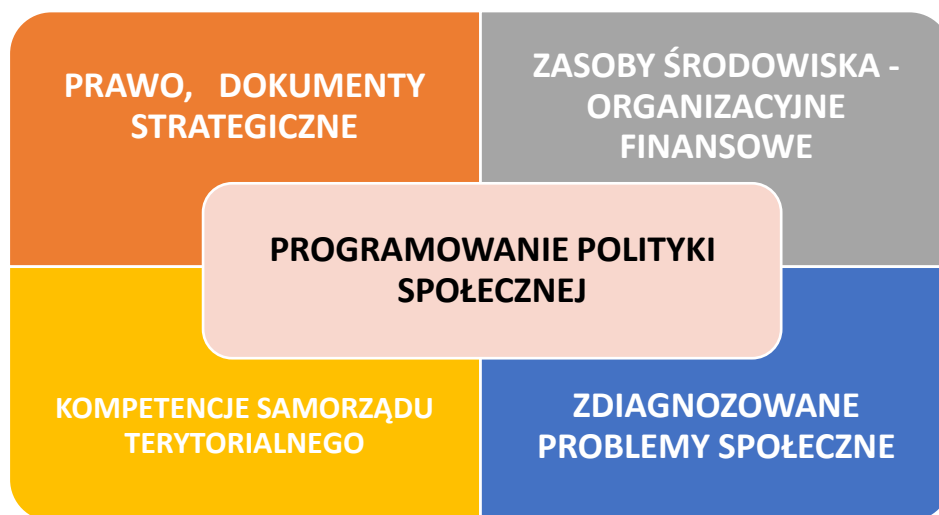 PRAWO, DOKUMENTY
STRATEGICZNE
ZASOBY ŚRODOWISKA -
ORGANIZACYJNE
FINANSOWE
PROGRAMOWANIE POLITYKI
SPOŁECZNEJ
KOMPETENCJE SAMORZĄDU
TERYTORIALNEGO
ZDIAGNOZOWANE
PROBLEMY SPOŁECZNE